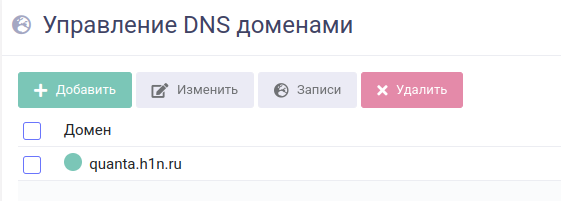 Управление DNS доменами
Добавить Изменить Записи Удалить
Домен
quanta.h1n.ru